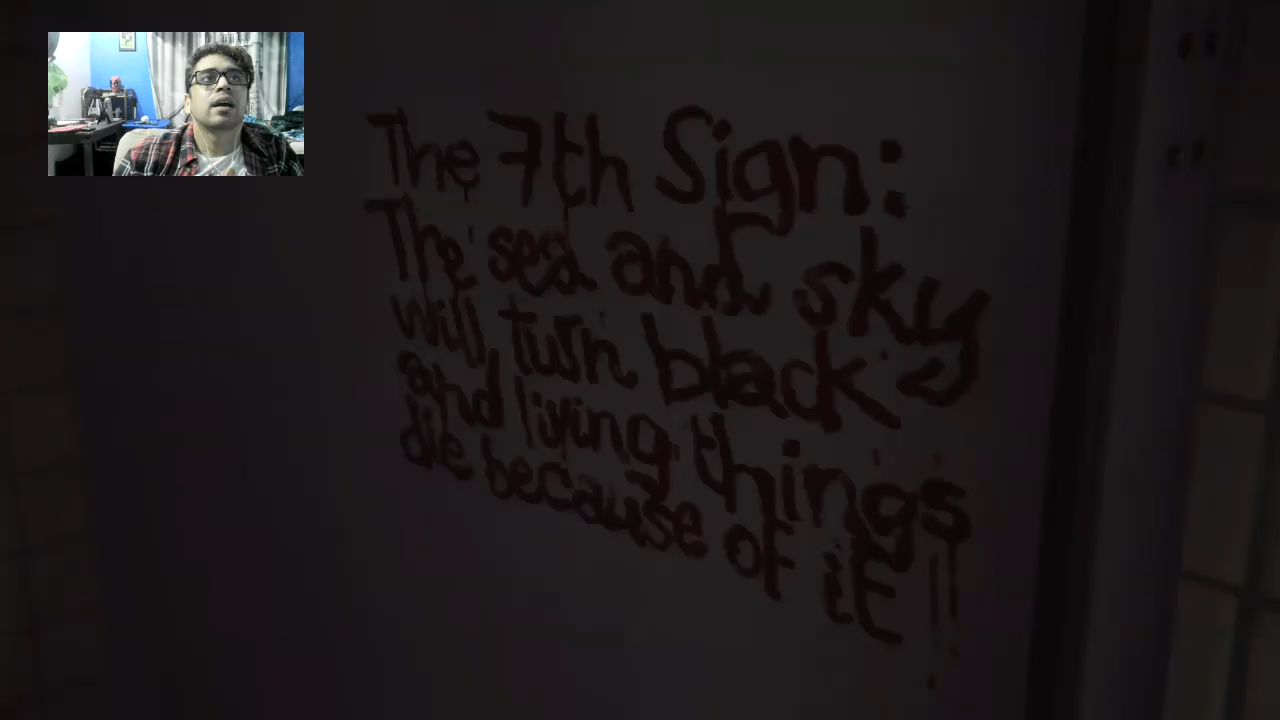 The 7th Sign:
The sea and sky
will turn black
and living things
die because of it